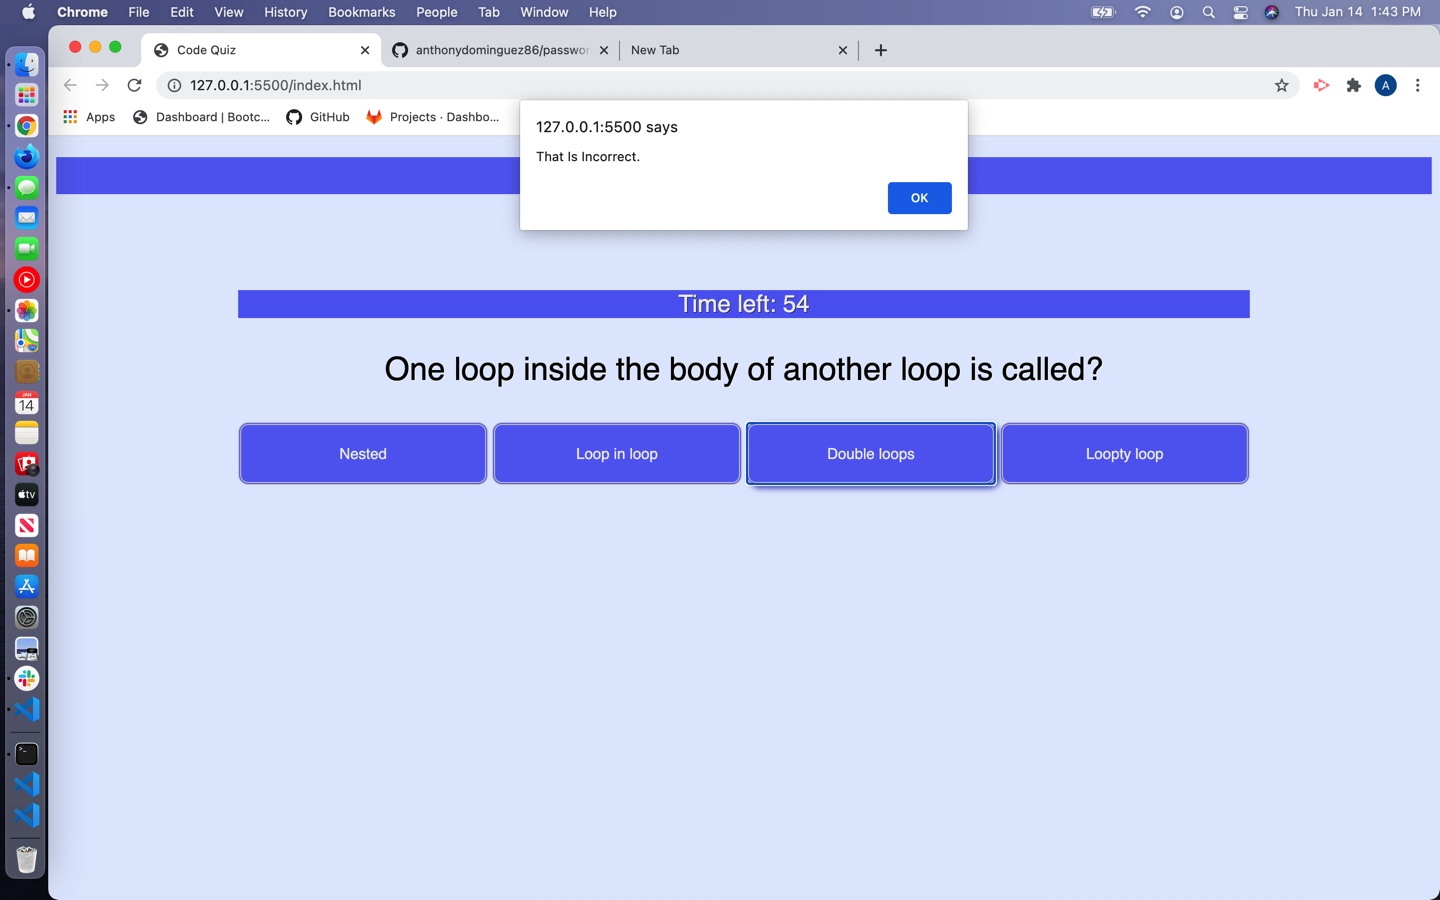 Chrome File Edit View History Bookmarks People Tab Window Help Thu Jan 14 1:43 PM
Code Quiz anthonydominguez86/passwor New Tab
127.0.0.1:5500/index.html A
Apps Dashboard | Bootc... GitHub Projects · Dashbo...
127.0.0.1:5500 says
That Is Incorrect.
OK
Time left: 54
One loop inside the body of another loop is called?
Nested Loop in loop Double loops Loopty loop
JAN
14
tv